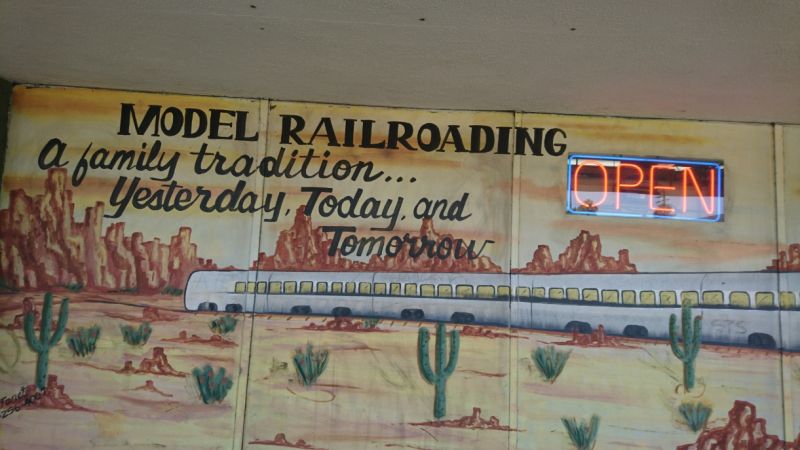 MODEL RAILROADING
A family tradition...
Yesterday, Today, and
Tomorrow
OPEN